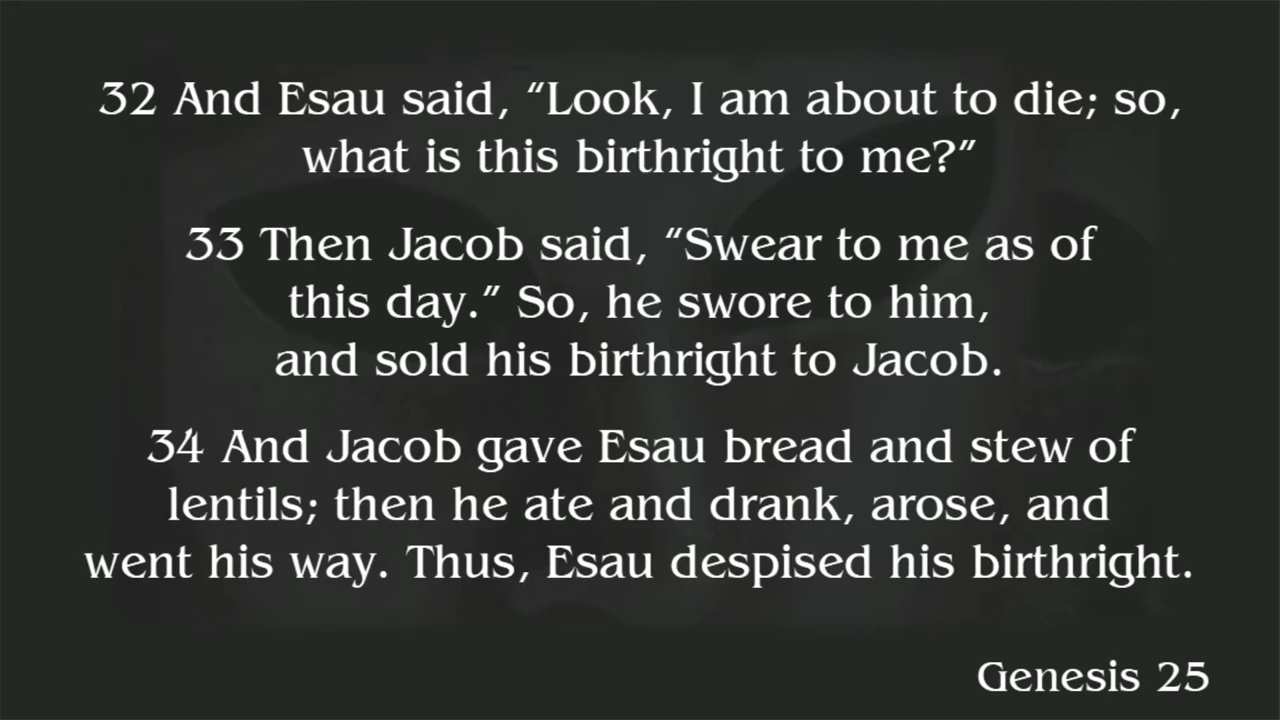 32 And Esau said, “Look, I am about to die; so,
what is this birthright to me?”
33 Then Jacob said, “Swear to me as of
this day.” So, he swore to him,
and sold his birthright to Jacob.
34 And Jacob gave Esau bread and stew of
lentils; then he ate and drank, arose, and
went his way. Thus, Esau despised his birthright.
Genesis 25